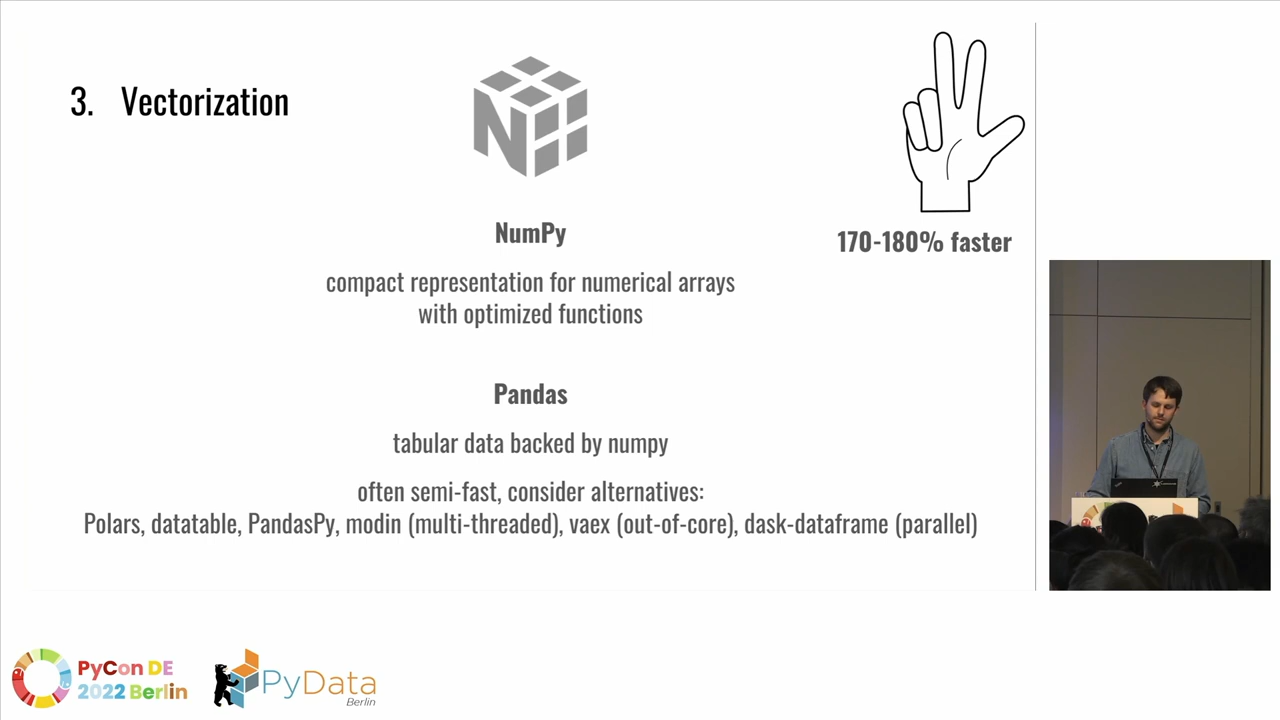 3. Vectorization
NumPy
170-180% faster
compact representation for numerical arrays
with optimized functions
Pandas
tabular data backed by numpy
often semi-fast, consider alternatives:
Polars, datatable, PandasPy, modin (multi-threaded), vaex (out-of-core), dask-dataframe (parallel)
PyCon DE
2022 Berlin
PyData
Berlin